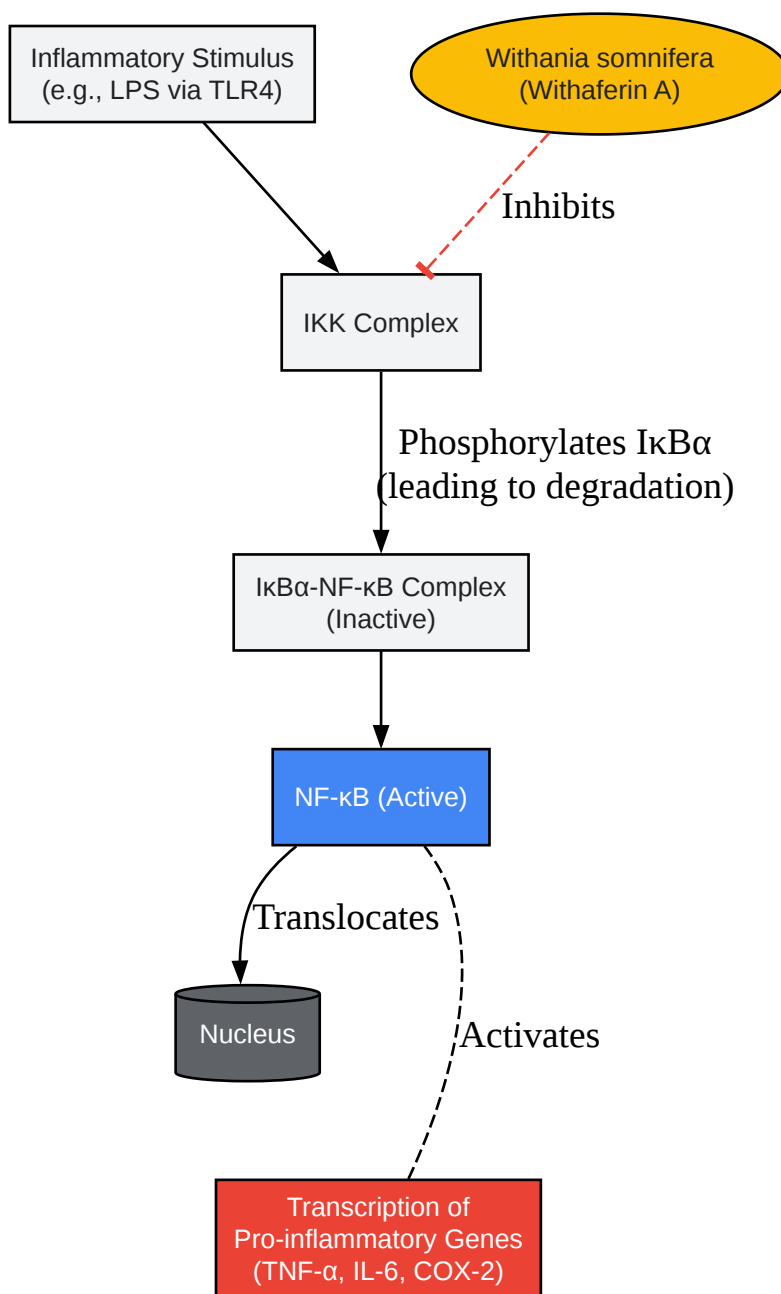 Inflammatory Stimulus
(e.g., LPS via TLR4)
Withania somnifera
(Withaferin A)
Inhibits
IKK Complex
Phosphorylates IκBα
(leading to degradation)
IκBα-NF-κB Complex
(Inactive)
NF-κB (Active)
Translocates
Nucleus
Activates
Transcription of
Pro-inflammatory Genes
(TNF-α, IL-6, COX-2)